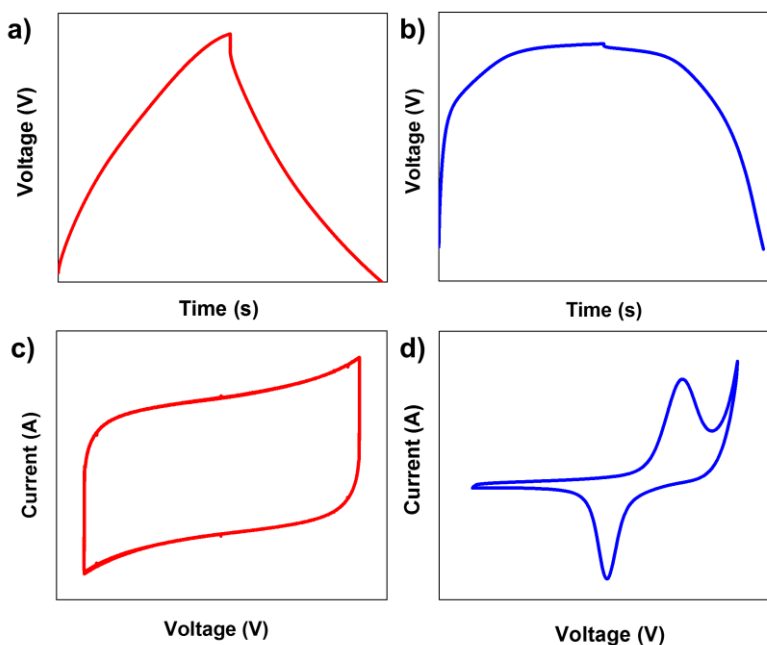 a)
Voltage (V)
Time (s)
b)
Voltage (V)
Time (s)
c)
Current (A)
Voltage (V)
d)
Current (A)
Voltage (V)